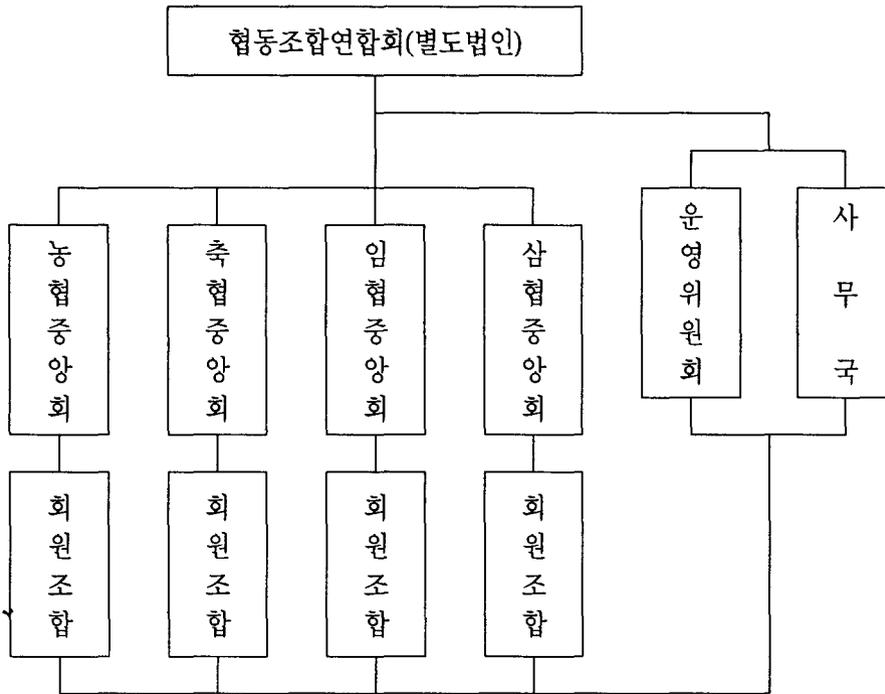 협동조합연합회(별도법인)
농협중앙회
축협중앙회
임협중앙회
삼협중앙회
운영위원회
사무국
회원조합
회원조합
회원조합
회원조합